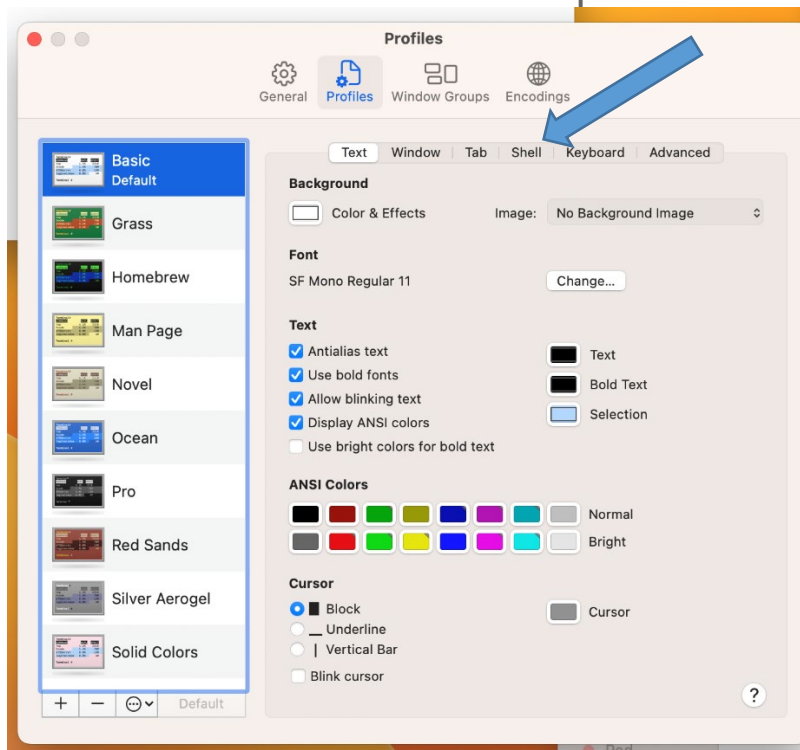 Profiles
General Profiles Window Groups Encodings
Basic
Default
Grass
Homebrew
Man Page
Novel
Ocean
Pro
Red Sands
Silver Aerogel
Solid Colors
+ − Default
Text Window Tab Shell Keyboard Advanced
Background
Color & Effects Image: No Background Image
Font
SF Mono Regular 11 Change...
Text
Antialias text
Use bold fonts
Allow blinking text
Display ANSI colors
Use bright colors for bold text
Text
Bold Text
Selection
ANSI Colors
Normal
Bright
Cursor
Block
Underline
Vertical Bar
Blink cursor
Cursor
?